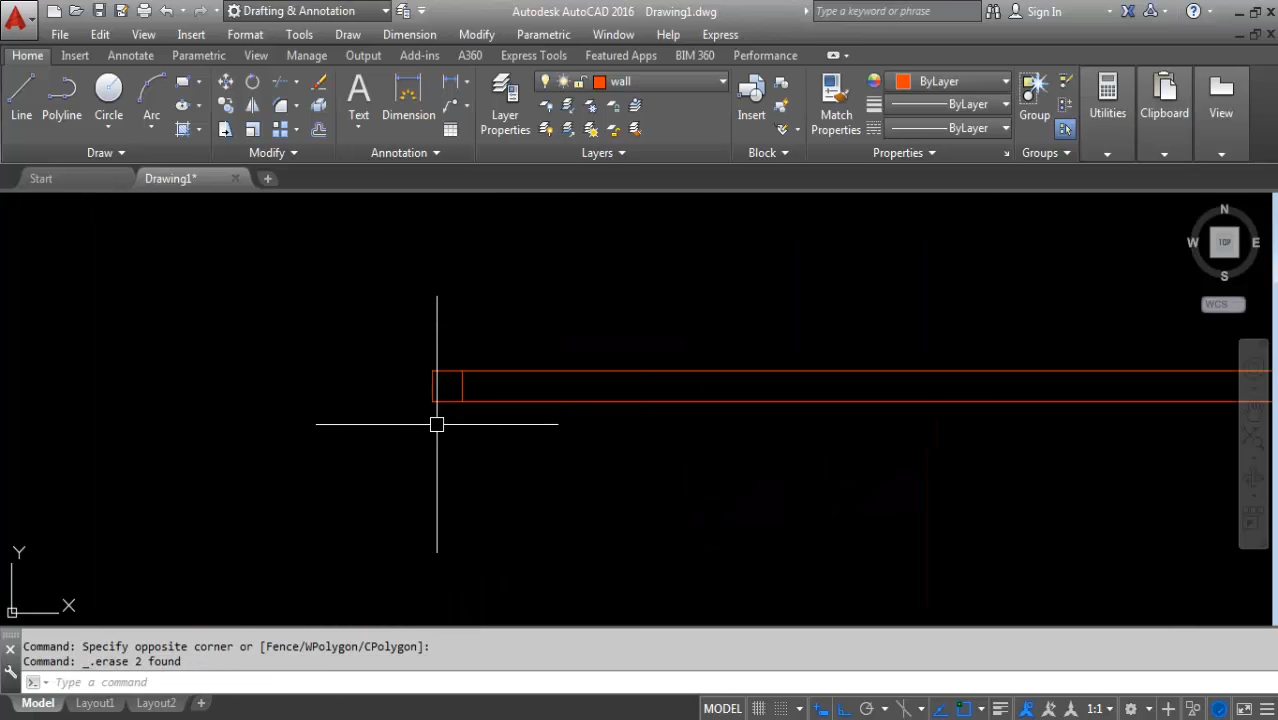 Drafting & Annotation Autodesk AutoCAD 2016 Drawing1.dwg Type a keyword or phrase Sign In
File Edit View Insert Format Tools Draw Dimension Modify Parametric Window Help Express
Home Insert Annotate Parametric View Manage Output Add-ins A360 Express Tools Featured Apps BIM 360 Performance
wall ByLayer
ByLayer
ByLayer
Line Polyline Circle Arc Text Dimension Layer Properties Insert Match Properties Group Utilities Clipboard View
Draw Modify Annotation Layers Block Properties Groups
Start Drawing1*
N
W TOP E
S
WCS
Y
X
Command: Specify opposite corner or [Fence/WPolygon/CPolygon]:
Command: _.erase 2 found
Type a command
Model Layout1 Layout2 MODEL 1:1